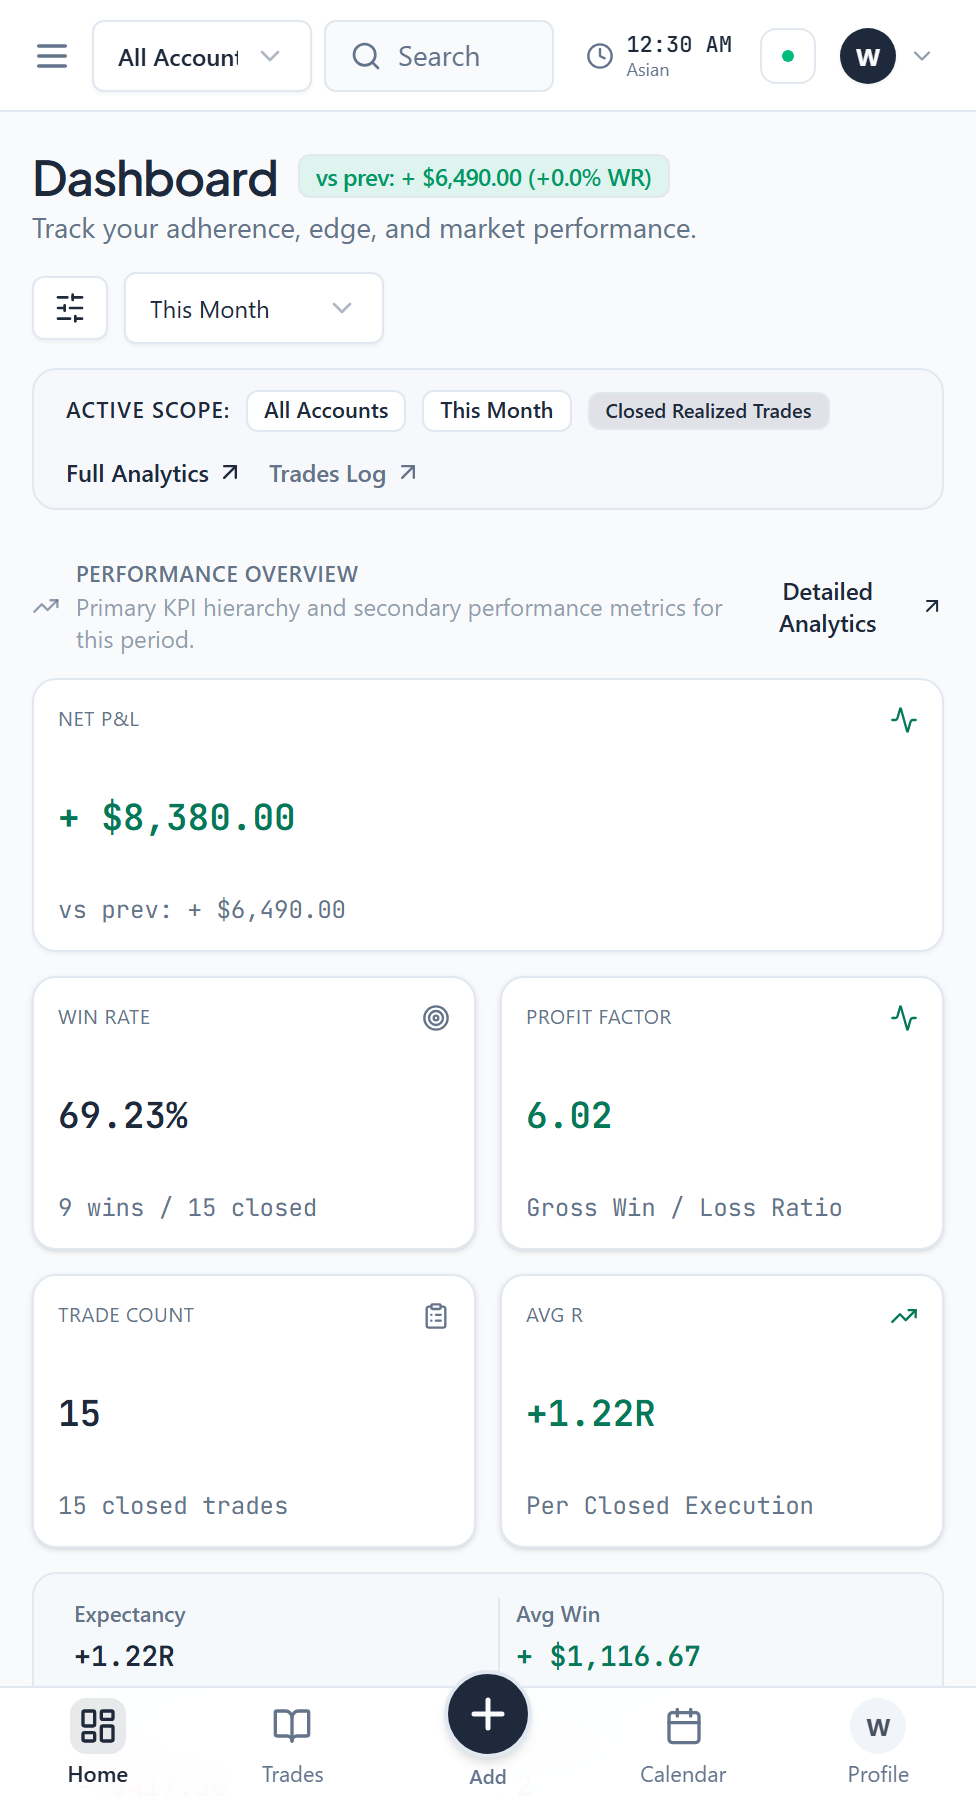 All Accoun
Search
12:30 AM
Asian
W
Dashboard
vs prev: + $6,490.00 (+0.0% WR)
Track your adherence, edge, and market performance.
This Month
ACTIVE SCOPE:
All Accounts
This Month
Closed Realized Trades
Full Analytics
Trades Log
PERFORMANCE OVERVIEW
Primary KPI hierarchy and secondary performance metrics for
this period.
Detailed
Analytics
NET P&L
+ $8,380.00
vs prev: + $6,490.00
WIN RATE
69.23%
9 wins / 15 closed
PROFIT FACTOR
6.02
Gross Win / Loss Ratio
TRADE COUNT
15
15 closed trades
AVG R
+1.22R
Per Closed Execution
Expectancy
+1.22R
Avg Win
+ $1,116.67
Home
Trades
Add
Calendar
W
Profile